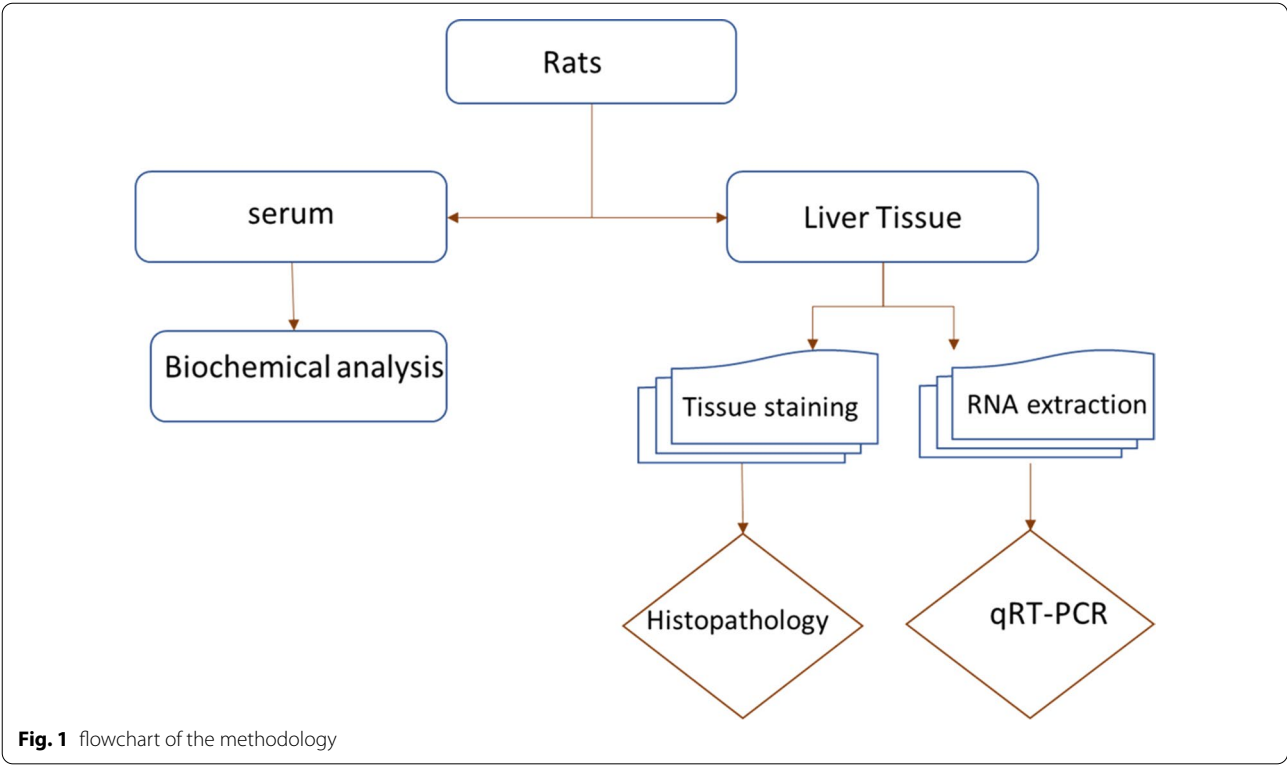 Rats
serum
Liver Tissue
Biochemical analysis
Tissue staining
RNA extraction
Histopathology
qRT-PCR
Fig. 1 flowchart of the methodology